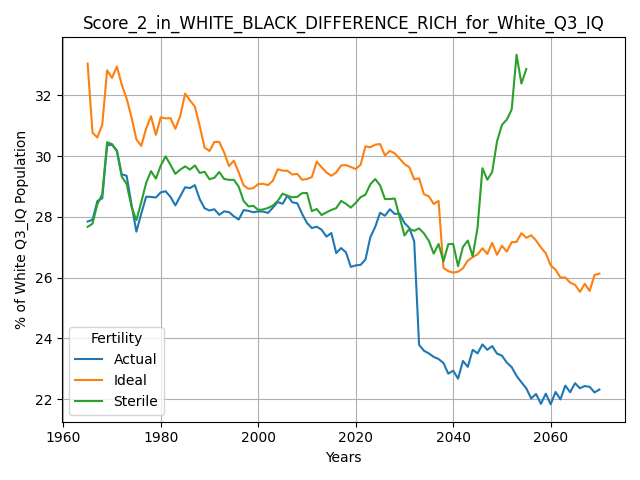 Score_2_in_WHITE_BLACK_DIFFERENCE_RICH_for_White_Q3_IQ
% of White Q3_IQ Population
32
30
28
26
24
22
Fertility
Actual
Ideal
Sterile
1960 1980 2000 2020 2040 2060
Years